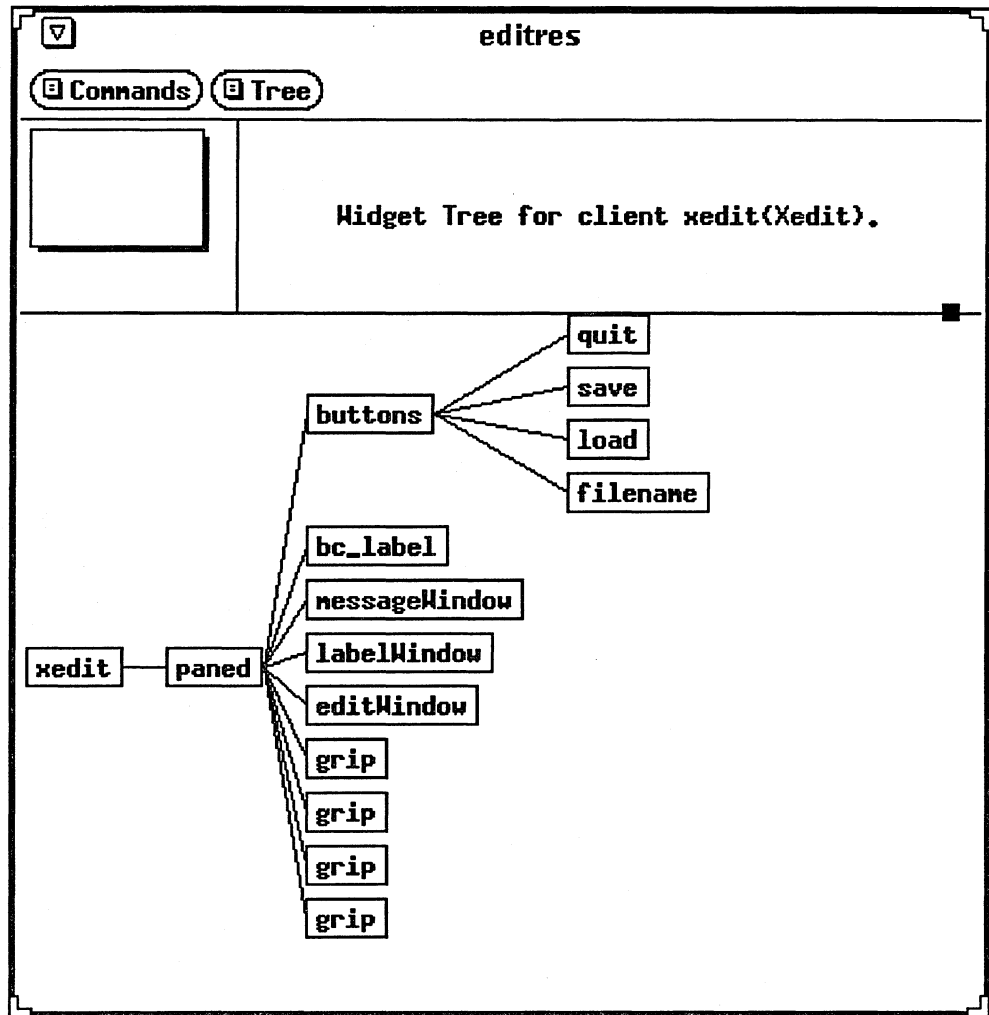 editres
Commands Tree
Widget Tree for client xedit(Xedit).
quit
save
buttons
load
filename
bc_label
messageWindow
labelWindow
xedit paned
editWindow
grip
grip
grip
grip